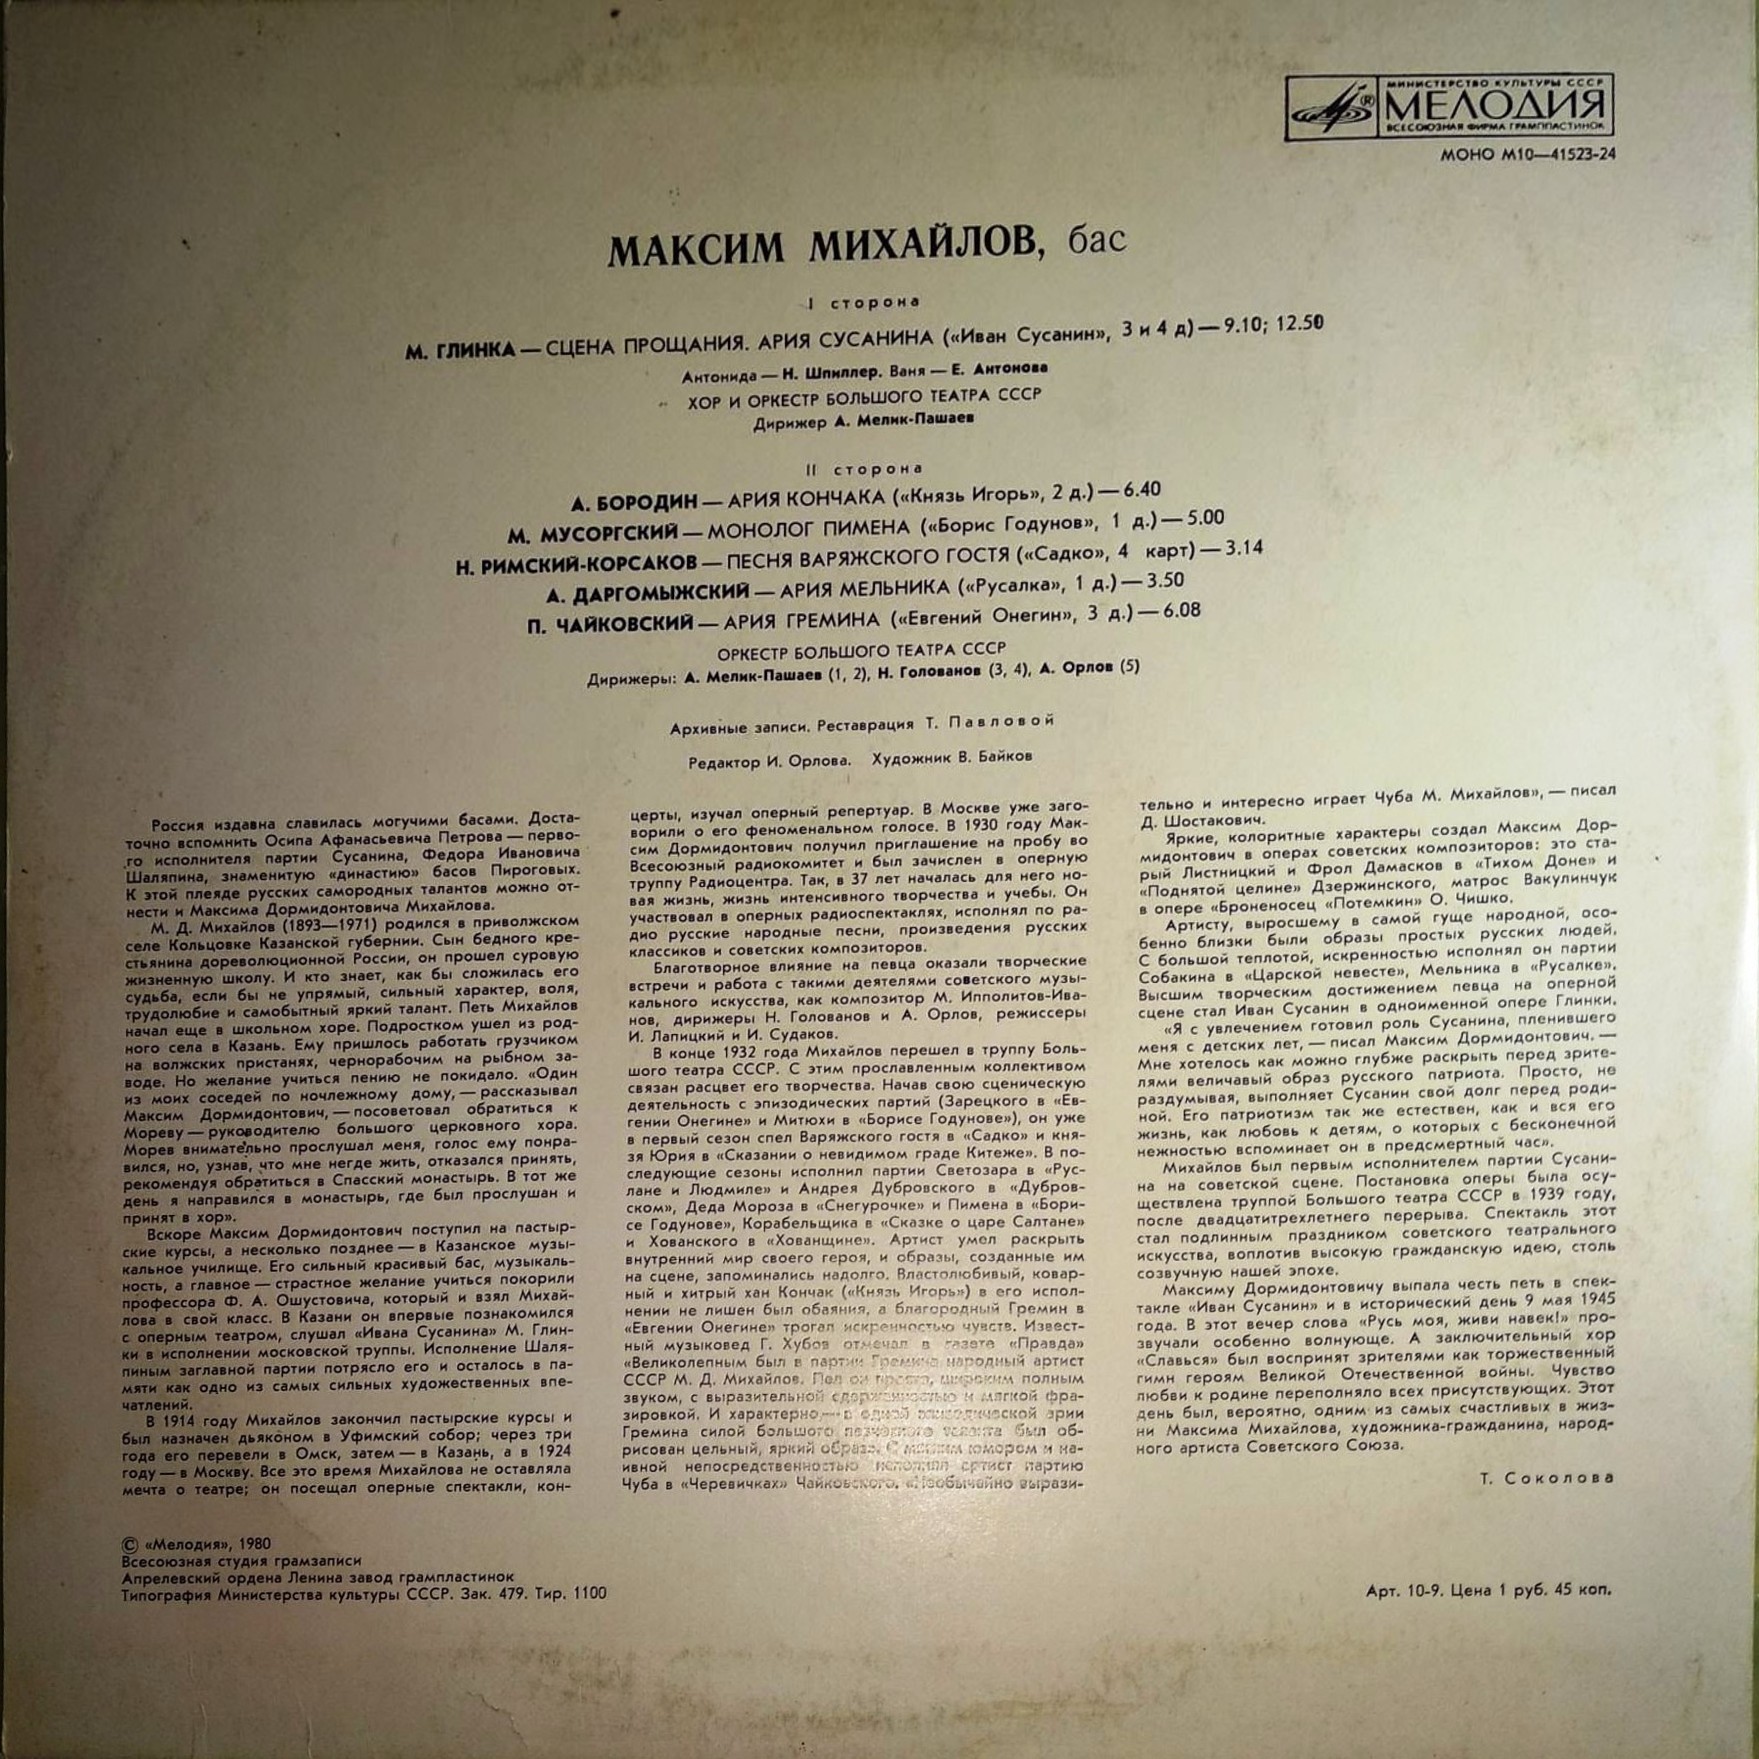 МИНИСТЕРСТВО КУЛЬТУРЫ СССР
МЕЛОДИЯ
ВСЕСОЮЗНАЯ ФИРМА ГРАМПЛАСТИНОК
МОНО М10—41523-24
МАКСИМ МИХАЙЛОВ, бас
I сторона
М. ГЛИНКА — СЦЕНА ПРОЩАНИЯ. АРИЯ СУСАНИНА («Иван Сусанин», 3 и 4 д) — 9.10; 12.50
Антонида — Н. Шпиллер. Ваня — Е. Антонова
ХОР И ОРКЕСТР БОЛЬШОГО ТЕАТРА СССР
Дирижер А. Мелик-Пашаев
II сторона
А. БОРОДИН — АРИЯ КОНЧАКА («Князь Игорь», 2 д.) — 6.40
М. МУСОРГСКИЙ — МОНОЛОГ ПИМЕНА («Борис Годунов», 1 д.) — 5.00
Н. РИМСКИЙ-КОРСАКОВ — ПЕСНЯ ВАРЯЖСКОГО ГОСТЯ («Садко», 4 карт) — 3.14
А. ДАРГОМЫЖСКИЙ — АРИЯ МЕЛЬНИКА («Русалка», 1 д.) — 3.50
П. ЧАЙКОВСКИЙ — АРИЯ ГРЕМИНА («Евгений Онегин», 3 д.) — 6.08
ОРКЕСТР БОЛЬШОГО ТЕАТРА СССР
Дирижеры: А. Мелик-Пашаев (1, 2), Н. Голованов (3, 4), А. Орлов (5)
Архивные записи. Реставрация Т. Павловой
Редактор И. Орлова. Художник В. Байков
Россия издавна славилась могучими басами. Доста-
точно вспомнить Осипа Афанасьевича Петрова — перво-
го исполнителя партии Сусанина, Федора Ивановича
Шаляпина, знаменитую «династию» басов Пироговых.
К этой плеяде русских самородных талантов можно от-
нести и Максима Дормидонтовича Михайлова.
М. Д. Михайлов (1893—1971) родился в приволжском
селе Кольцовке Казанской губернии. Сын бедного кре-
стьянина дореволюционной России, он прошел суровую
жизненную школу. И кто знает, как бы сложилась его
судьба, если бы не упрямый, сильный характер, воля,
трудолюбие и самобытный яркий талант. Петь Михайлов
начал еще в школьном хоре. Подростком ушел из род-
ного села в Казань. Ему пришлось работать грузчиком
на волжских пристанях, чернорабочим на рыбном за-
воде. Но желание учиться пению не покидало. «Один
из моих соседей по ночлежному дому, — рассказывал
Максим Дормидонтович, — посоветовал обратиться к
Мореву — руководителю большого церковного хора.
Морев внимательно прослушал меня, голос ему понра-
вился, но, узнав, что мне негде жить, отказался принять,
рекомендуя обратиться в Спасский монастырь. В тот же
день я направился в монастырь, где был прослушан и
принят в хор».
Вскоре Максим Дормидонтович поступил на пастыр-
ские курсы, а несколько позднее — в Казанское музы-
кальное училище. Его сильный красивый бас, музыкаль-
ность, а главное — страстное желание учиться покорили
профессора Ф. А. Ошустовича, который и взял Михай-
лова в свой класс. В Казани он впервые познакомился
с оперным театром, слушал «Ивана Сусанина» М. Глин-
ки в исполнении московской труппы. Исполнение Шаля-
пиным заглавной партии потрясло его и осталось в па-
мяти как одно из самых сильных художественных впе-
чатлений.
В 1914 году Михайлов закончил пастырские курсы и
был назначен дьяконом в Уфимский собор; через три
года его перевели в Омск, затем — в Казань, а в 1924
году — в Москву. Все это время Михайлова не оставляла
мечта о театре; он посещал оперные спектакли, кон-
церты, изучал оперный репертуар. В Москве уже заго-
ворили о его феноменальном голосе. В 1930 году Мак-
сим Дормидонтович получил приглашение на пробу во
Всесоюзный радиокомитет и был зачислен в оперную
труппу Радиоцентра. Так, в 37 лет началась для него но-
вая жизнь, жизнь интенсивного творчества и учебы. Он
участвовал в оперных радиоспектаклях, исполнял по ра-
дио русские народные песни, произведения русских
классиков и советских композиторов.
Благотворное влияние на певца оказали творческие
встречи и работа с такими деятелями советского музы-
кального искусства, как композитор М. Ипполитов-Ива-
нов, дирижеры Н. Голованов и А. Орлов, режиссеры
И. Лапицкий и И. Судаков.
В конце 1932 года Михайлов перешел в труппу Боль-
шого театра СССР. С этим прославленным коллективом
связан расцвет его творчества. Начав свою сценическую
деятельность с эпизодических партий (Зарецкого в «Ев-
гении Онегине» и Митюхи в «Борисе Годунове»), он уже
в первый сезон спел Варяжского гостя в «Садко» и кня-
зя Юрия в «Сказании о невидимом граде Китеже». В по-
следующие сезоны исполнил партии Светозара в «Рус-
лане и Людмиле» и Андрея Дубровского в «Дубров-
ском», Деда Мороза в «Снегурочке» и Пимена в «Бори-
се Годунове», Корабельщика в «Сказке о царе Салтане»
и Хованского в «Хованщине». Артист умел раскрыть
внутренний мир своего героя, и образы, созданные им
на сцене, запоминались надолго. Властолюбивый, ковар-
ный и хитрый хан Кончак («Князь Игорь») в его испол-
нении не лишен был обаяния, а благородный Гремин в
«Евгении Онегине» трогал искренностью чувств. Извест-
ный музыковед Г. Хубов отмечал в газете «Правда»
«Великолепным был в партии Гремина народный артист
СССР М. Д. Михайлов. Пел он просто, широким полным
звуком, с выразительной сдержанностью и мягкой фра-
зировкой. И характерно — в одной эпизодической арии
Гремина силой большого таланта был об-
рисован цельный, яркий образ». С мягким юмором и на-
ивной непосредственностью исполнял артист партию
Чуба в «Черевичках» Чайковского. «Необычайно вырази-
тельно и интересно играет Чуба М. Михайлов», — писал
Д. Шостакович.
Яркие, колоритные характеры создал Максим Дор-
мидонтович в операх советских композиторов: это ста-
рый Листницкий и Фрол Дамасков в «Тихом Доне» и
«Поднятой целине» Дзержинского, матрос Вакулинчук
в опере «Броненосец «Потемкин» О. Чишко.
Артисту, выросшему в самой гуще народной, осо-
бенно близки были образы простых русских людей.
С большой теплотой, искренностью исполнял он партии
Собакина в «Царской невесте», Мельника в «Русалке».
Высшим творческим достижением певца на оперной
сцене стал Иван Сусанин в одноименной опере Глинки.
«Я с увлечением готовил роль Сусанина, пленившего
меня с детских лет, — писал Максим Дормидонтович. —
Мне хотелось как можно глубже раскрыть перед зрите-
лями величавый образ русского патриота. Просто, не
раздумывая, выполняет Сусанин свой долг перед роди-
ной. Его патриотизм так же естествен, как и вся его
жизнь, как любовь к детям, о которых с бесконечной
нежностью вспоминает он в предсмертный час».
Михайлов был первым исполнителем партии Сусани-
на на советской сцене. Постановка оперы была осу-
ществлена труппой Большого театра СССР в 1939 году,
после двадцатитрехлетнего перерыва. Спектакль этот
стал подлинным праздником советского театрального
искусства, воплотив высокую гражданскую идею, столь
созвучную нашей эпохе.
Максиму Дормидонтовичу выпала честь петь в спек-
такле «Иван Сусанин» и в исторический день 9 мая 1945
года. В этот вечер слова «Русь моя, живи навек!» про-
звучали особенно волнующе. А заключительный хор
«Славься» был воспринят зрителями как торжественный
гимн героям Великой Отечественной войны. Чувство
любви к родине переполняло всех присутствующих. Этот
день был, вероятно, одним из самых счастливых в жиз-
ни Максима Михайлова, художника-гражданина, народ-
ного артиста Советского Союза.
Т. Соколова
© «Мелодия», 1980
Всесоюзная студия грамзаписи
Апрелевский ордена Ленина завод грампластинок
Типография Министерства культуры СССР. Зак. 479. Тир. 1100
Арт. 10-9. Цена 1 руб. 45 коп.